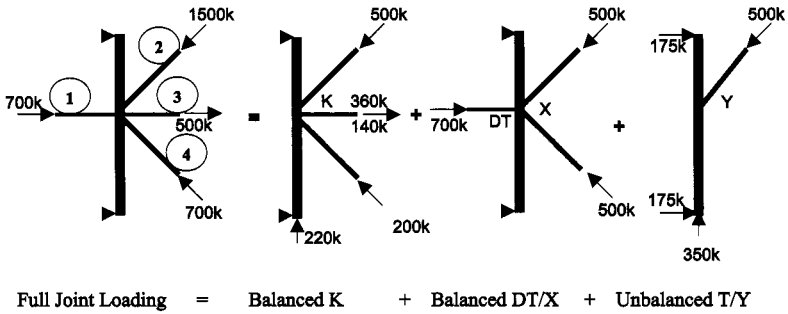 1500k
500k
500k
500k
2
175k
1
3
K
360k
X
Y
700k
500k
=
140k
+
700k
DT
+
4
175k
700k
220k
200k
500k
350k
Full Joint Loading = Balanced K + Balanced DT/X + Unbalanced T/Y